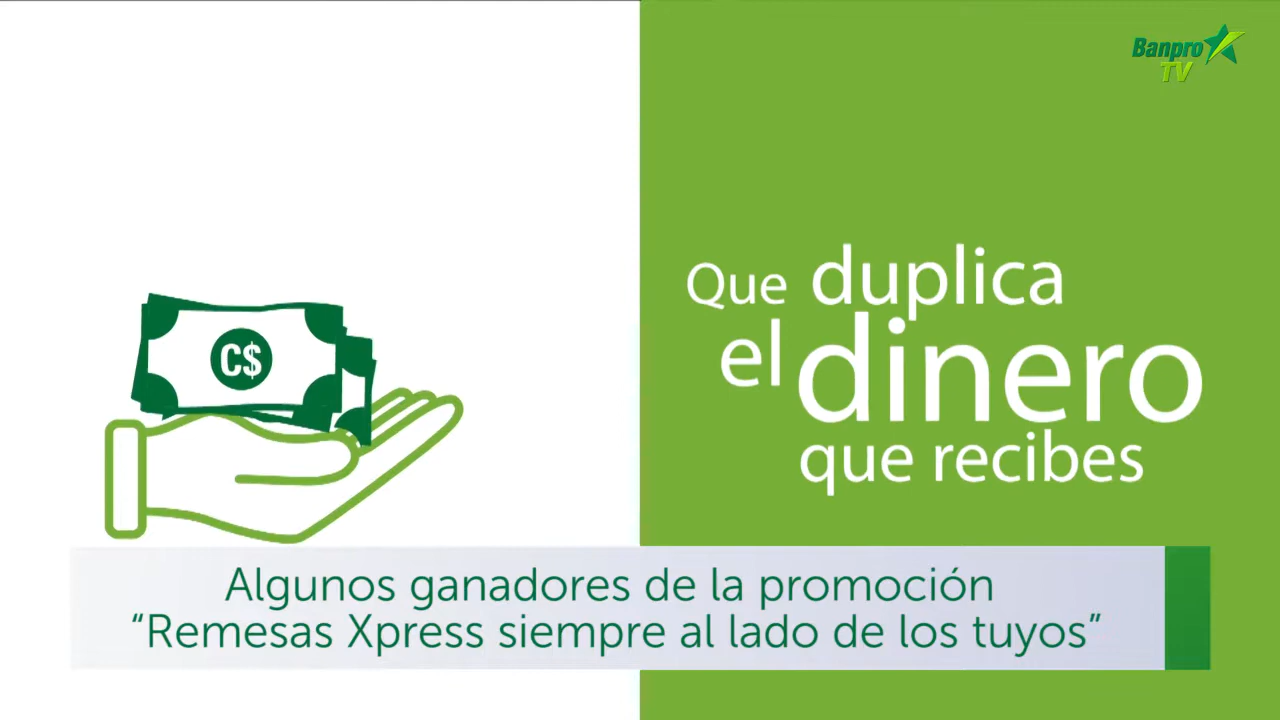 Banpro
TV
C$
Que duplica
el dinero
que recibes
Algunos ganadores de la promoción
“Remesas Xpress siempre al lado de los tuyos”